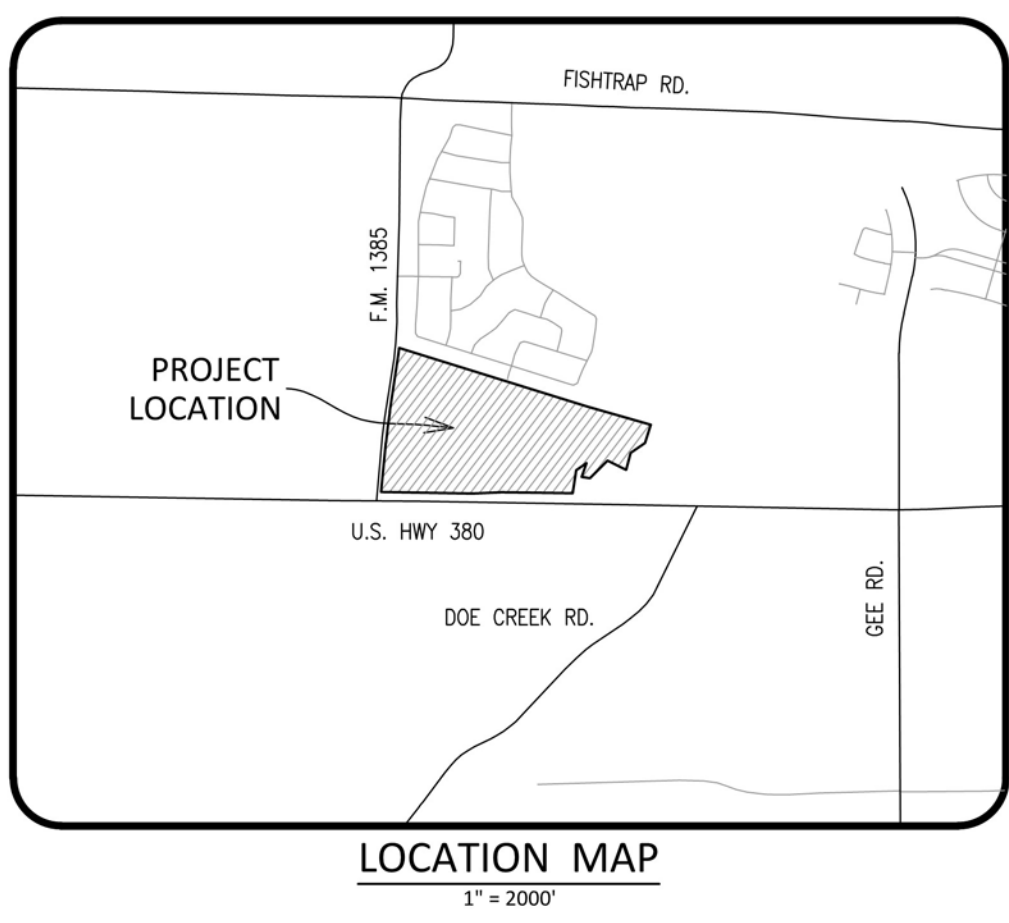 FISHTRAP RD.
F.M. 1385
PROJECT
LOCATION
U.S. HWY 380
DOE CREEK RD.
GEE RD.
LOCATION MAP
1" = 2000'